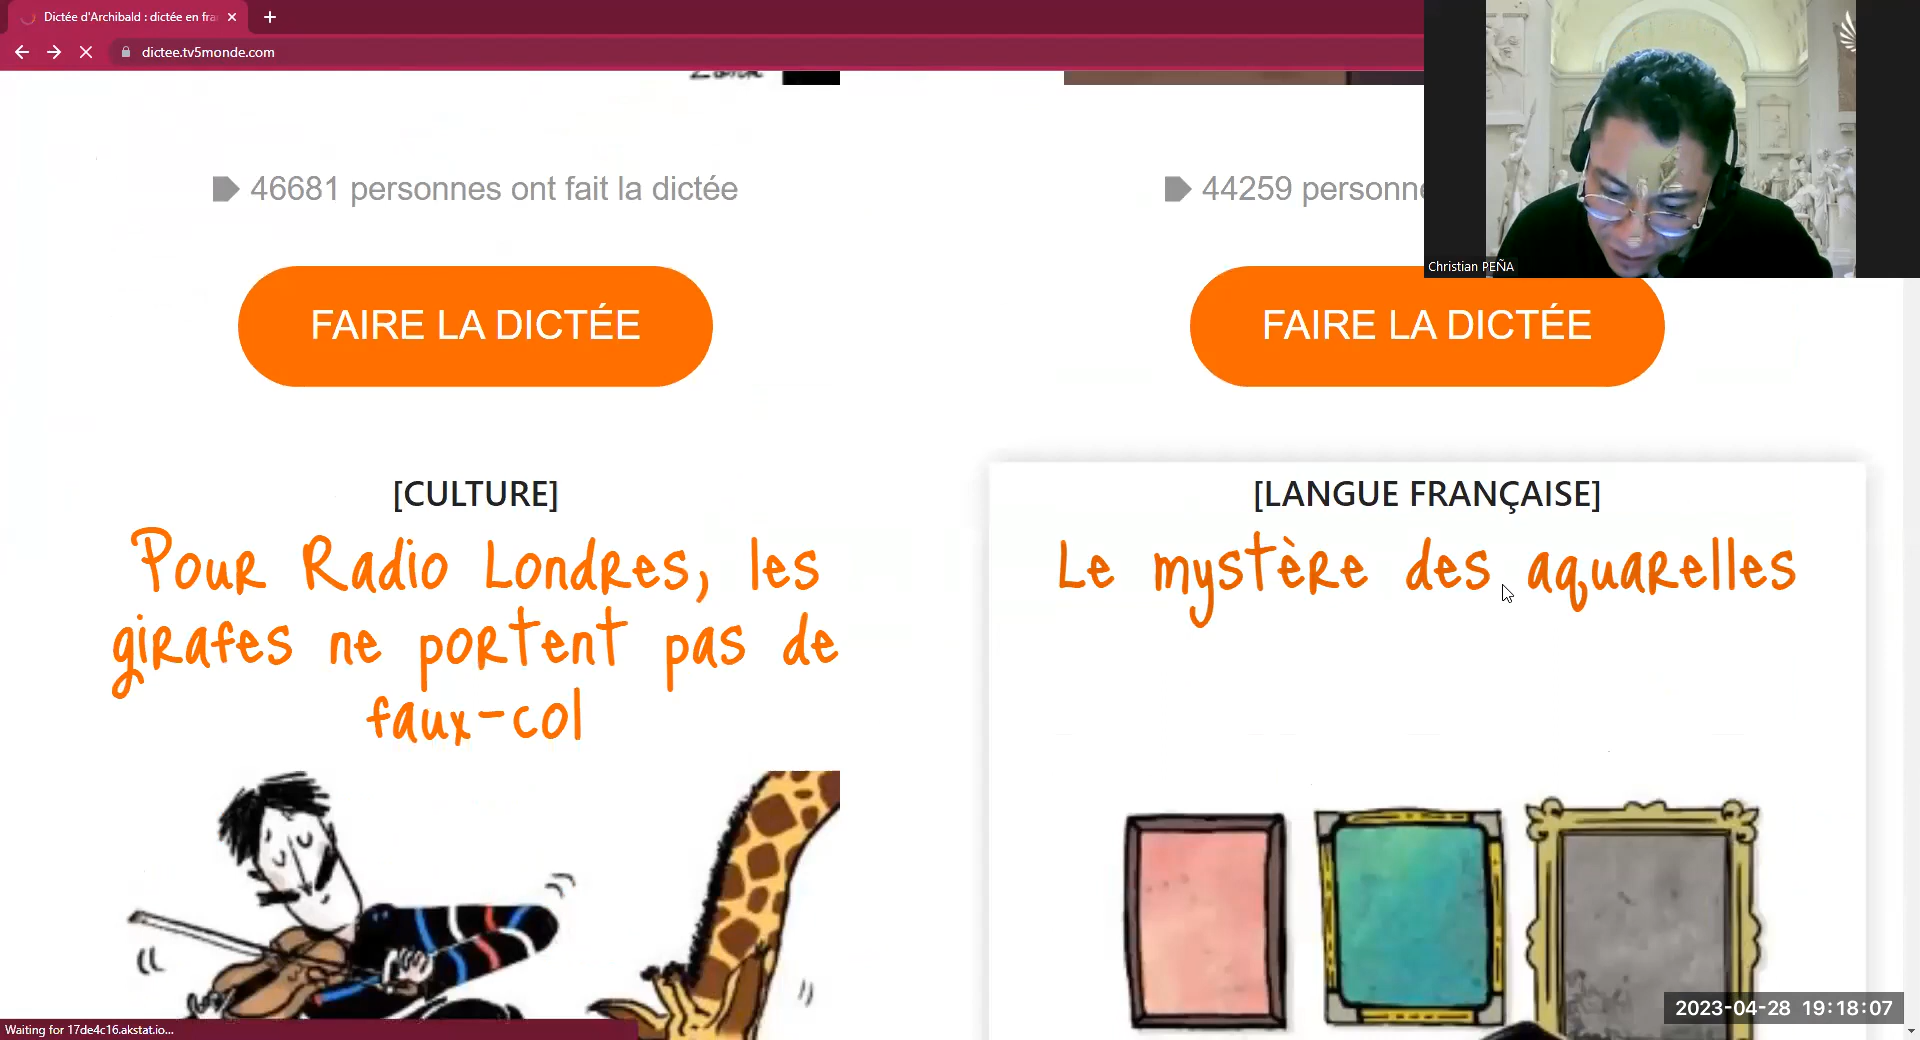 Dictée d'Archibald : dictée en fra
dictee.tv5monde.com
46681 personnes ont fait la dictée
44259 personne
FAIRE LA DICTÉE
FAIRE LA DICTÉE
Christian PEÑA
[CULTURE]
Pour Radio Londres, les
girafes ne portent pas de
faux-col
[LANGUE FRANÇAISE]
Le mystère des aquarelles
2023-04-28 19:18:07
Waiting for 17de4c16.akstat.io...